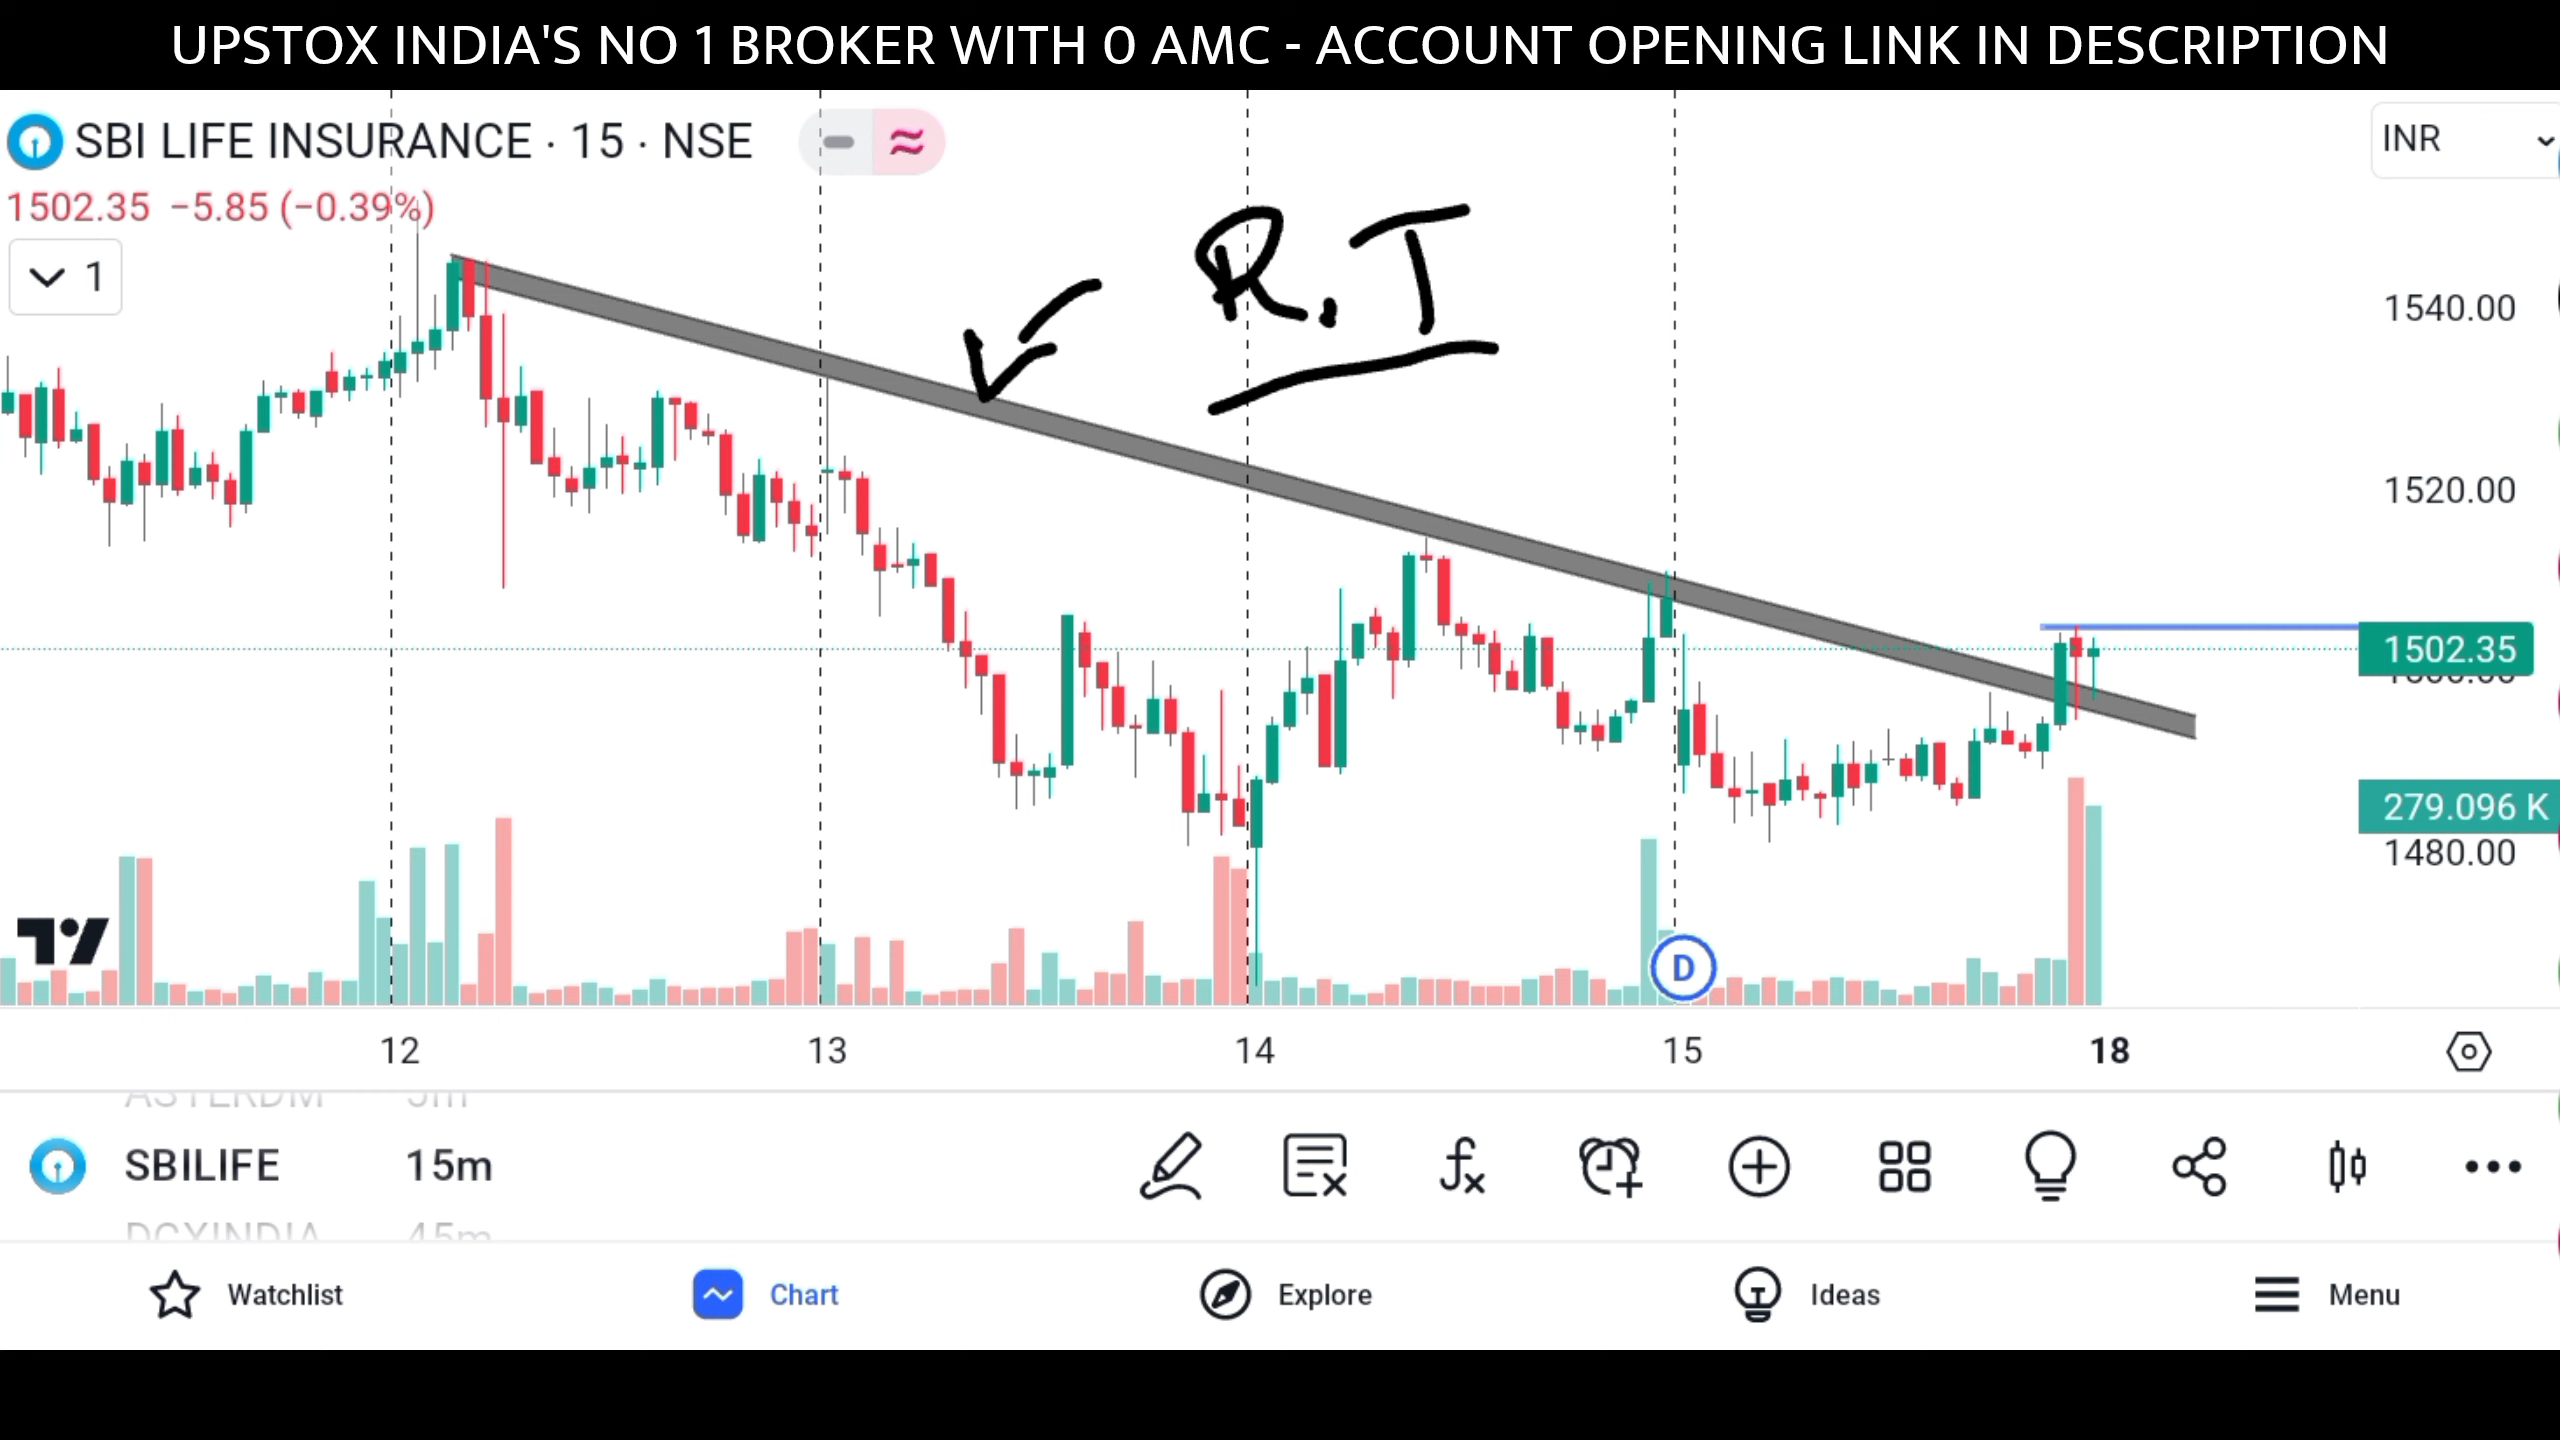 UPSTOX INDIA'S NO 1 BROKER WITH 0 AMC - ACCOUNT OPENING LINK IN DESCRIPTION
SBI LIFE INSURANCE · 15 · NSE
INR
1502.35 −5.85 (−0.39%)
1
R.T
1540.00
1520.00
1502.35
279.096 K
1480.00
D
12 13 14 15 18
SBILIFE 15m
Watchlist Chart Explore Ideas Menu